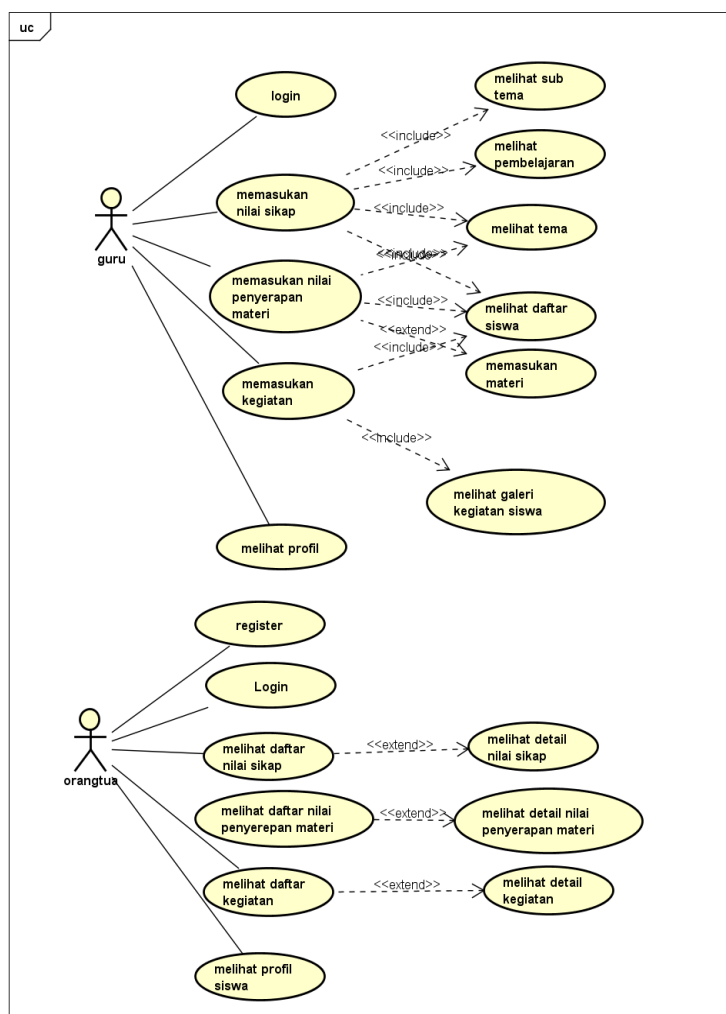 uc
login
melihat sub
tema
<<include>>
melihat
pembelajaran
<<include>>
memasukan
nilai sikap
<<include>>
melihat tema
guru
<<include>>
<<include>>
memasukan nilai
penyerapan
materi
<<include>>
melihat daftar
siswa
<<extend>>
<<include>>
memasukan
materi
memasukan
kegiatan
<<include>>
melihat galeri
kegiatan siswa
melihat profil
register
Login
orangtua
melihat daftar
nilai sikap
<<extend>>
melihat detail
nilai sikap
melihat daftar nilai
penyerepan materi
<<extend>>
melihat detail nilai
penyerapan materi
melihat daftar
kegiatan
<<extend>>
melihat detail
kegiatan
melihat profil
siswa